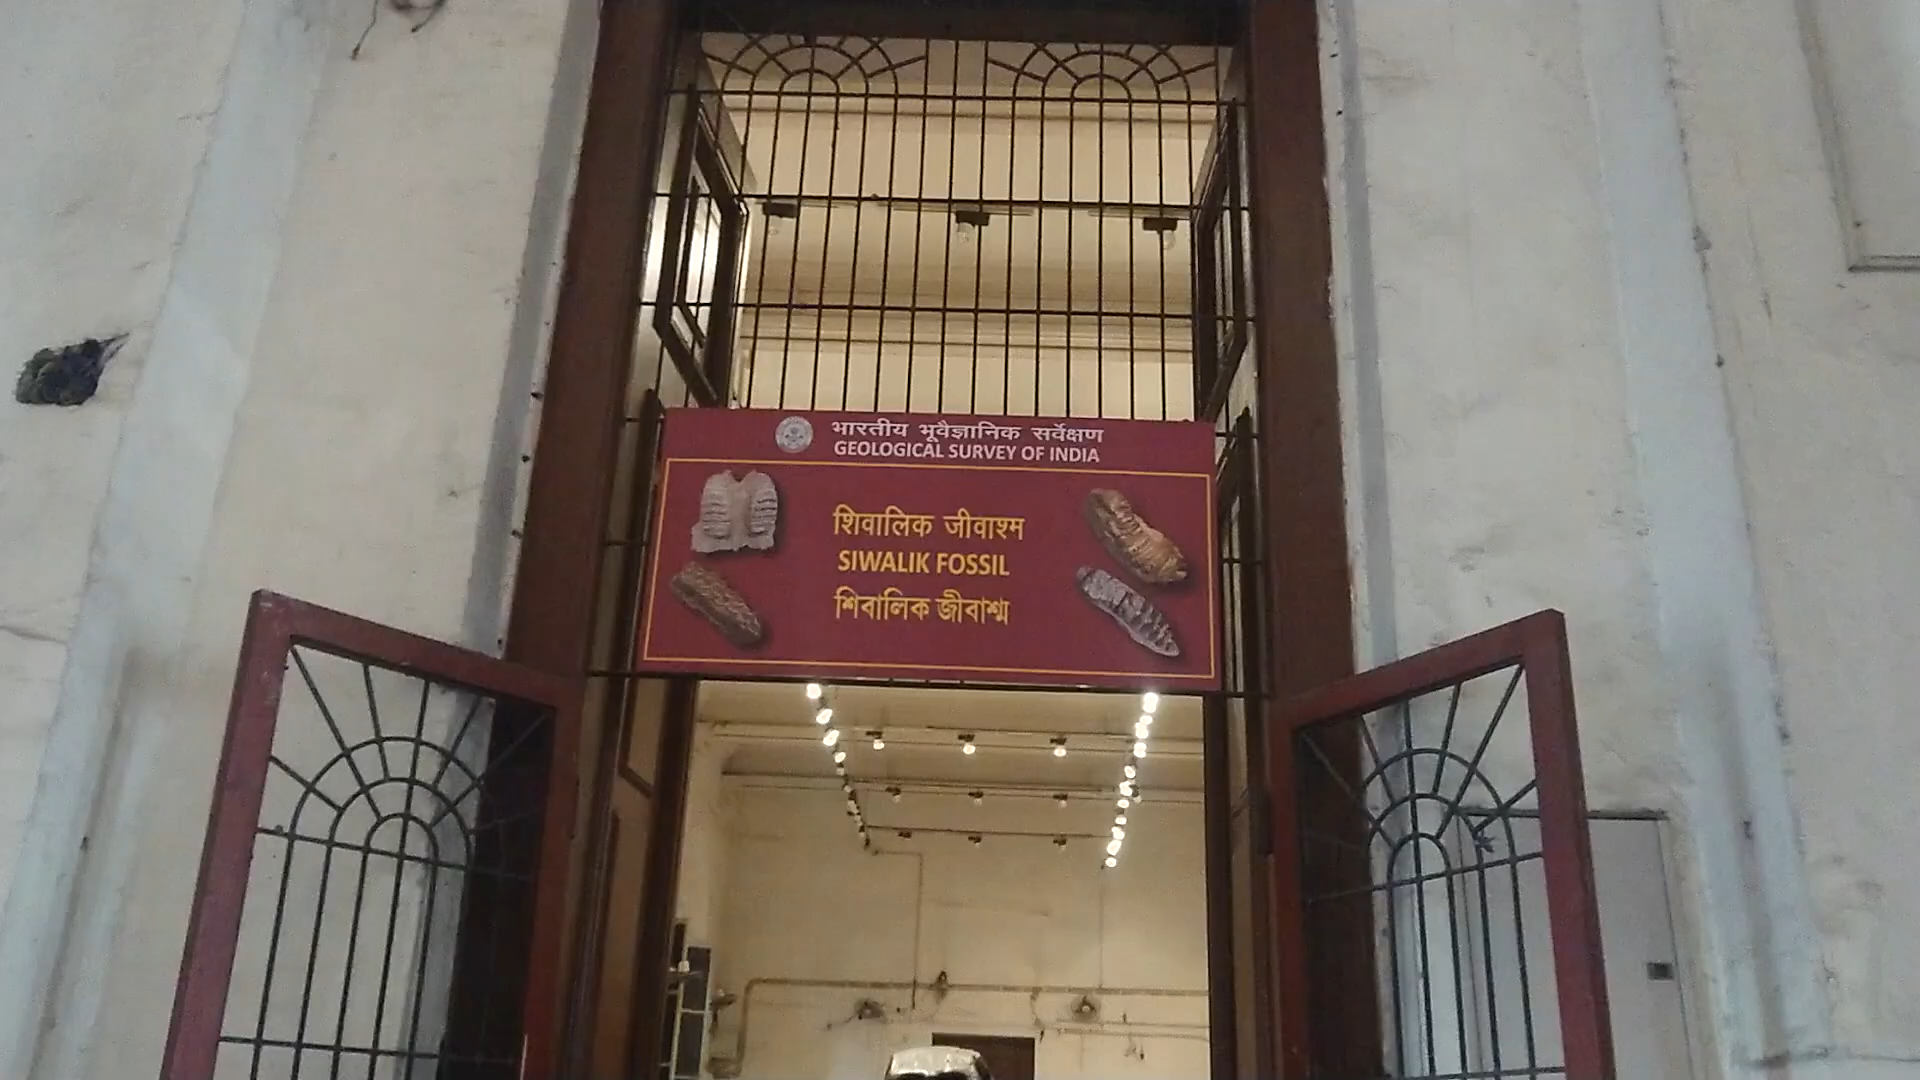 भारतीय भूवैज्ञानिक सर्वेक्षण
GEOLOGICAL SURVEY OF INDIA
शिवालिक जीवाश्म
SIWALIK FOSSIL
শিবালিক জীবাশ্ম